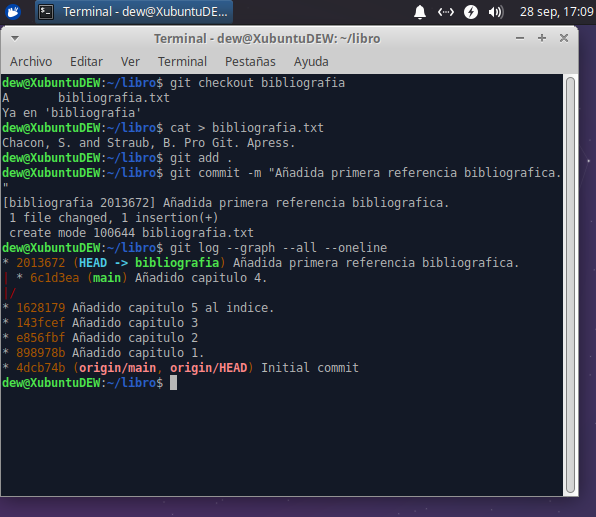 Terminal - dew@XubuntuDE...
28 sep, 17:09
Terminal - dew@XubuntuDEW: ~/libro
Archivo Editar Ver Terminal Pestañas Ayuda
dew@XubuntuDEW:~/libro$ git checkout bibliografia
A       bibliografia.txt
Ya en 'bibliografia'
dew@XubuntuDEW:~/libro$ cat > bibliografia.txt
Chacon, S. and Straub, B. Pro Git. Apress.
dew@XubuntuDEW:~/libro$ git add .
dew@XubuntuDEW:~/libro$ git commit -m "Añadida primera referencia bibliografica.
"
[bibliografia 2013672] Añadida primera referencia bibliografica.
 1 file changed, 1 insertion(+)
 create mode 100644 bibliografia.txt
dew@XubuntuDEW:~/libro$ git log --graph --all --oneline
* 2013672 (HEAD -> bibliografia) Añadida primera referencia bibliografica.
| * 6c1d3ea (main) Añadido capitulo 4.
|/
* 1628179 Añadido capitulo 5 al indice.
* 143fcef Añadido capitulo 3
* e856fbf Añadido capitulo 2
* 898978b Añadido capitulo 1.
* 4dcb74b (origin/main, origin/HEAD) Initial commit
dew@XubuntuDEW:~/libro$